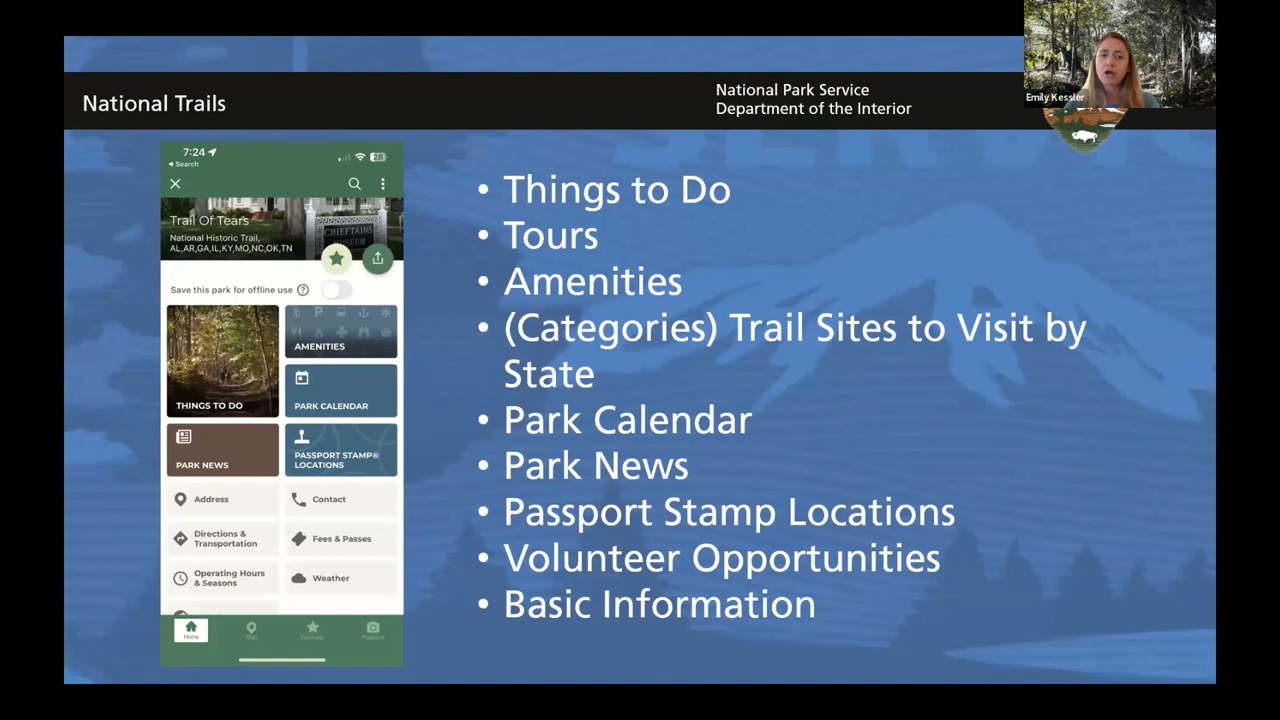 National Trails
National Park Service
Department of the Interior
Emily Kessler
7:24
28
Search
Trail Of Tears
National Historic Trail,
AL,AR,GA,IL,KY,MO,NC,OK,TN
CHIEFTAINS
MUSEUM
Save this park for offline use ?
THINGS TO DO
AMENITIES
PARK CALENDAR
PARK NEWS
PASSPORT STAMP®
LOCATIONS
Address
Contact
Directions &
Transportation
Fees & Passes
Operating Hours
& Seasons
Weather
Home
Map
• Things to Do
• Tours
• Amenities
• (Categories) Trail Sites to Visit by
State
• Park Calendar
• Park News
• Passport Stamp Locations
• Volunteer Opportunities
• Basic Information